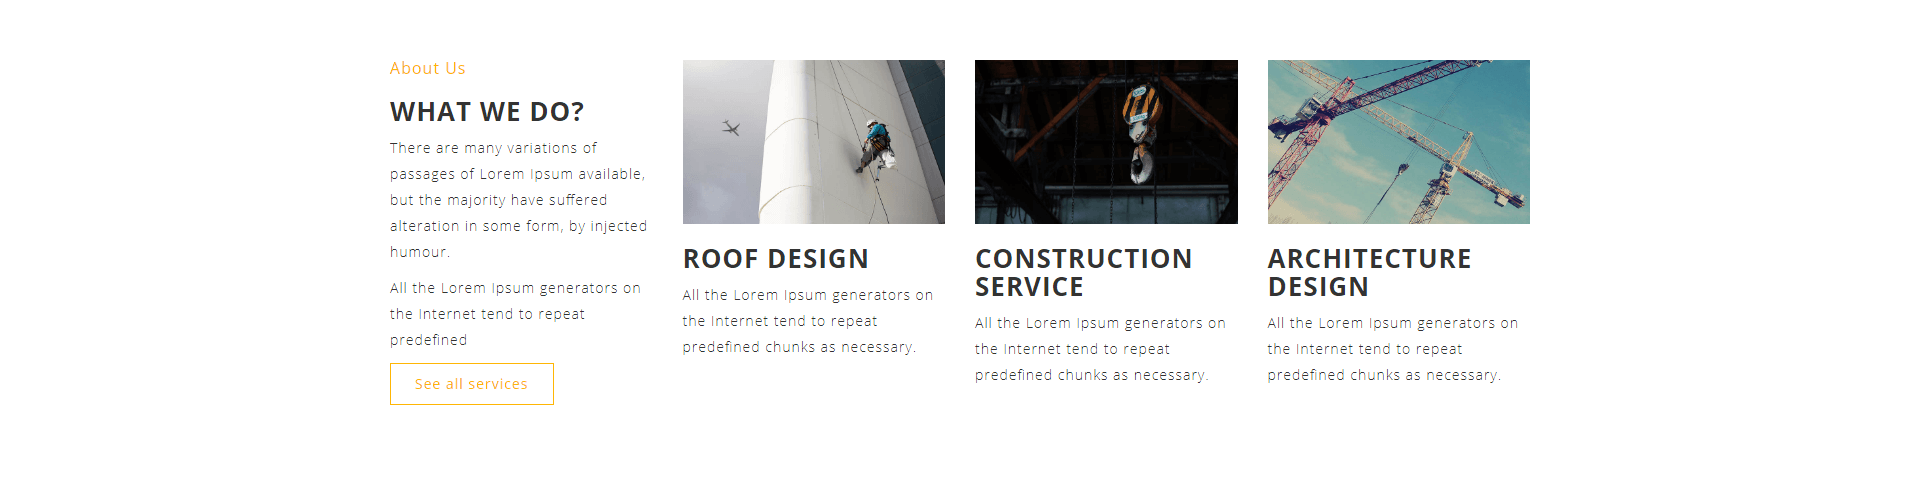 About Us
WHAT WE DO?
There are many variations of
passages of Lorem Ipsum available,
but the majority have suffered
alteration in some form, by injected
humour.
All the Lorem Ipsum generators on
the Internet tend to repeat
predefined
See all services
ROOF DESIGN
All the Lorem Ipsum generators on
the Internet tend to repeat
predefined chunks as necessary.
CONSTRUCTION
SERVICE
All the Lorem Ipsum generators on
the Internet tend to repeat
predefined chunks as necessary.
ARCHITECTURE
DESIGN
All the Lorem Ipsum generators on
the Internet tend to repeat
predefined chunks as necessary.